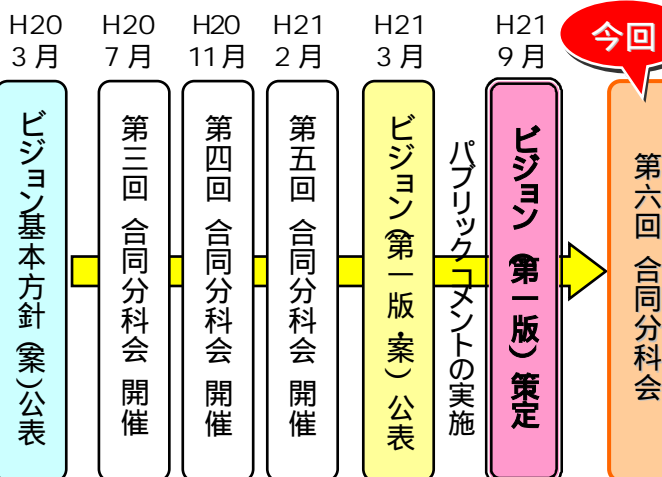 H20
3月
ビジョン基本方針(案)公表
H20
7月
第三回 合同分科会 開催
H20
11月
第四回 合同分科会 開催
H21
2月
第五回 合同分科会 開催
H21
3月
ビジョン(第一版・案)公表
パブリックコメントの実施
H21
9月
ビジョン(第一版)策定
今回
第六回 合同分科会